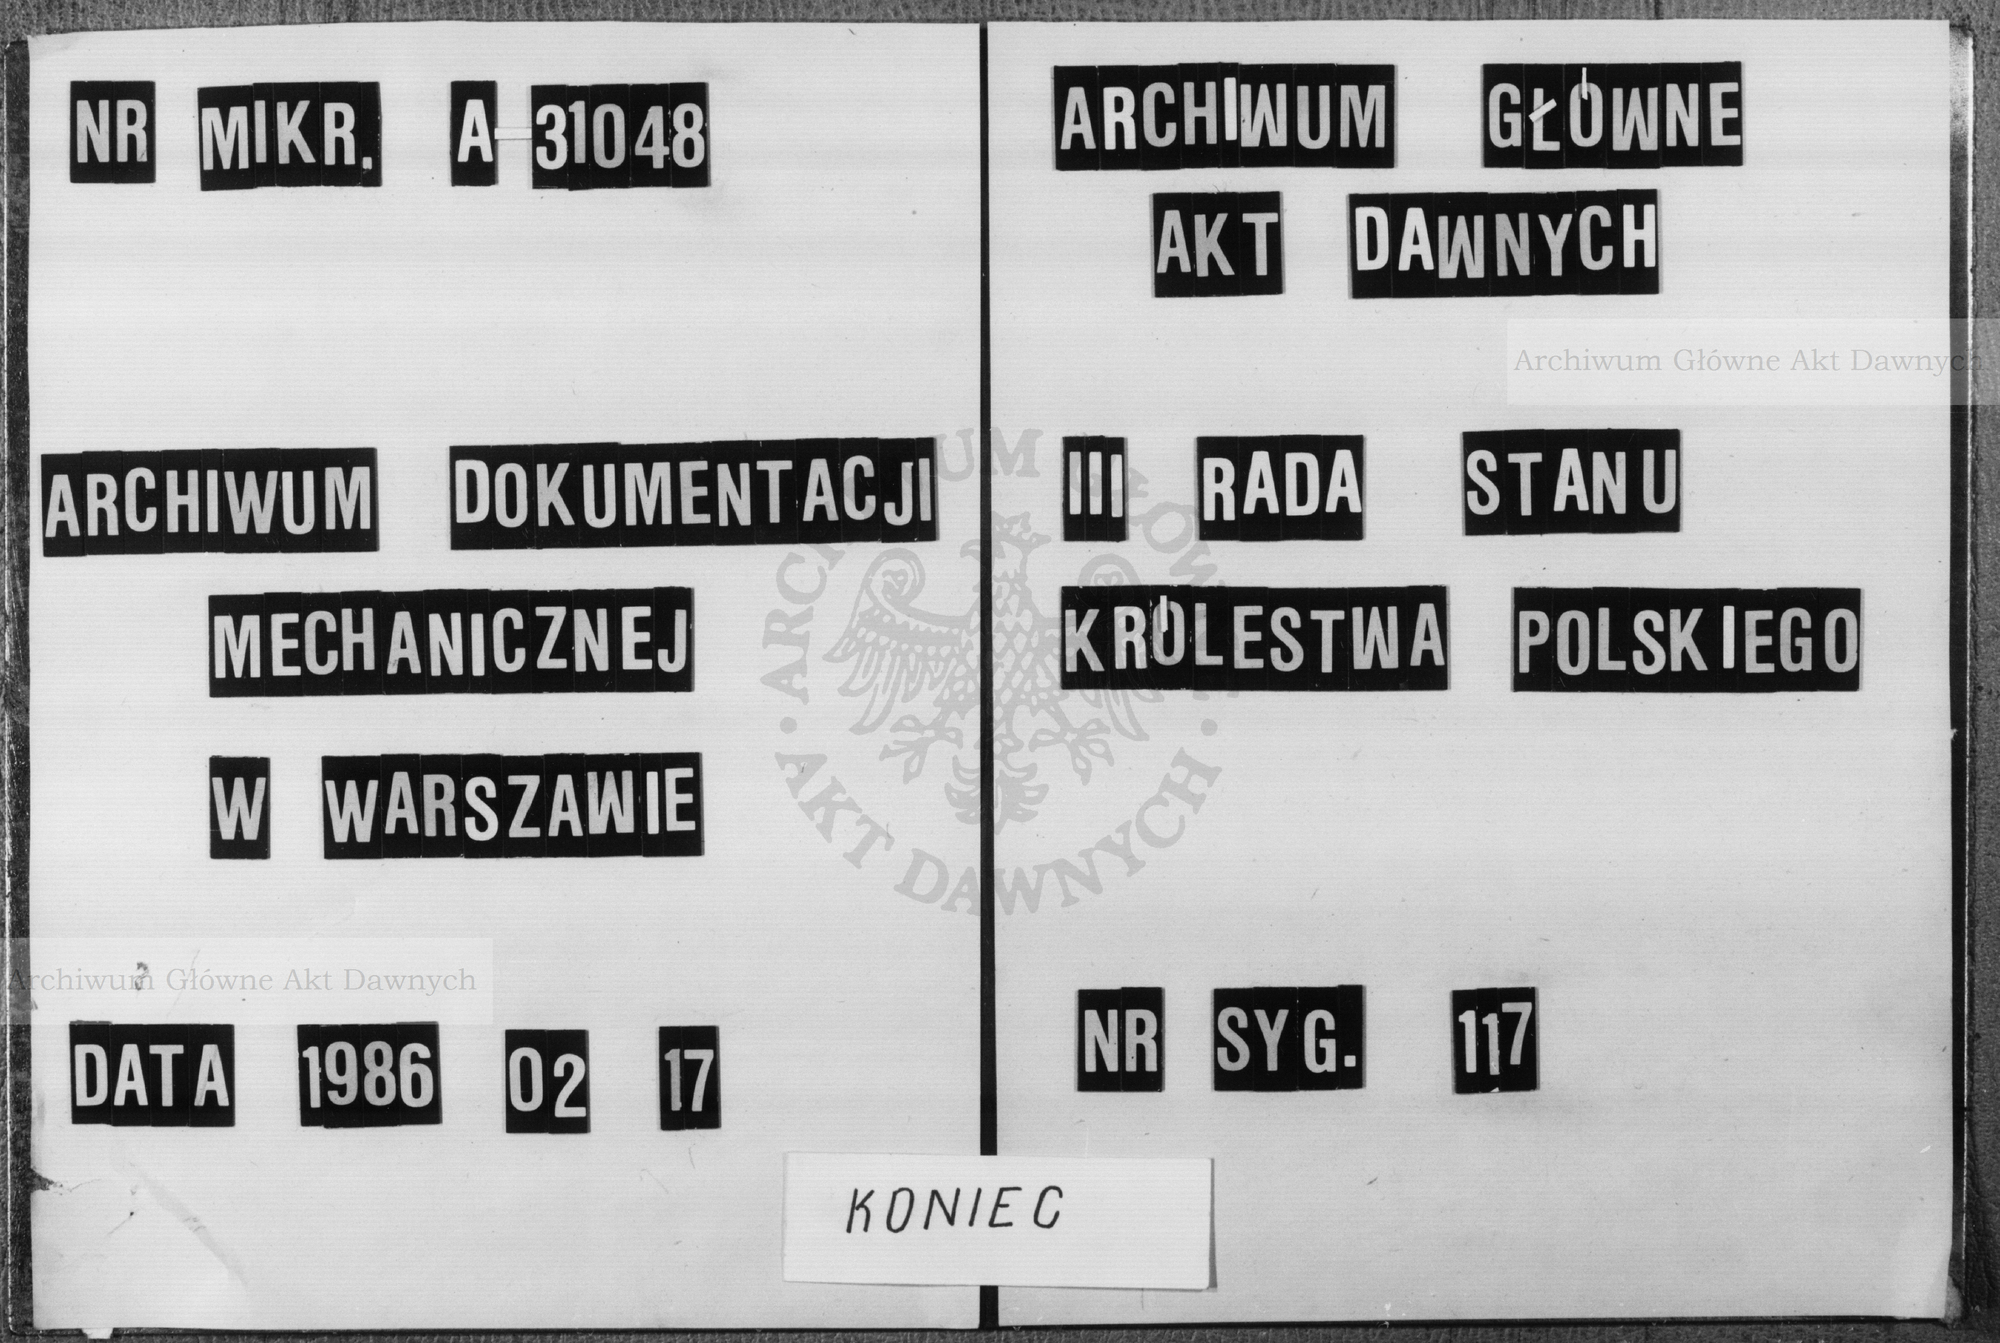 NR MIKR. A-31048
ARCHIWUM DOKUMENTACJI
MECHANICZNEJ
W WARSZAWIE
DATA 1986 02 17
ARCHIWUM GŁÓWNE
AKT DAWNYCH
III RADA STANU
KRÓLESTWA POLSKIEGO
NR SYG. 117
KONIEC
Archiwum Główne Akt Dawnych
Archiwum Główne Akt Dawnych
ARCHIWUM GŁÓWNE · AKT DAWNYCH ·